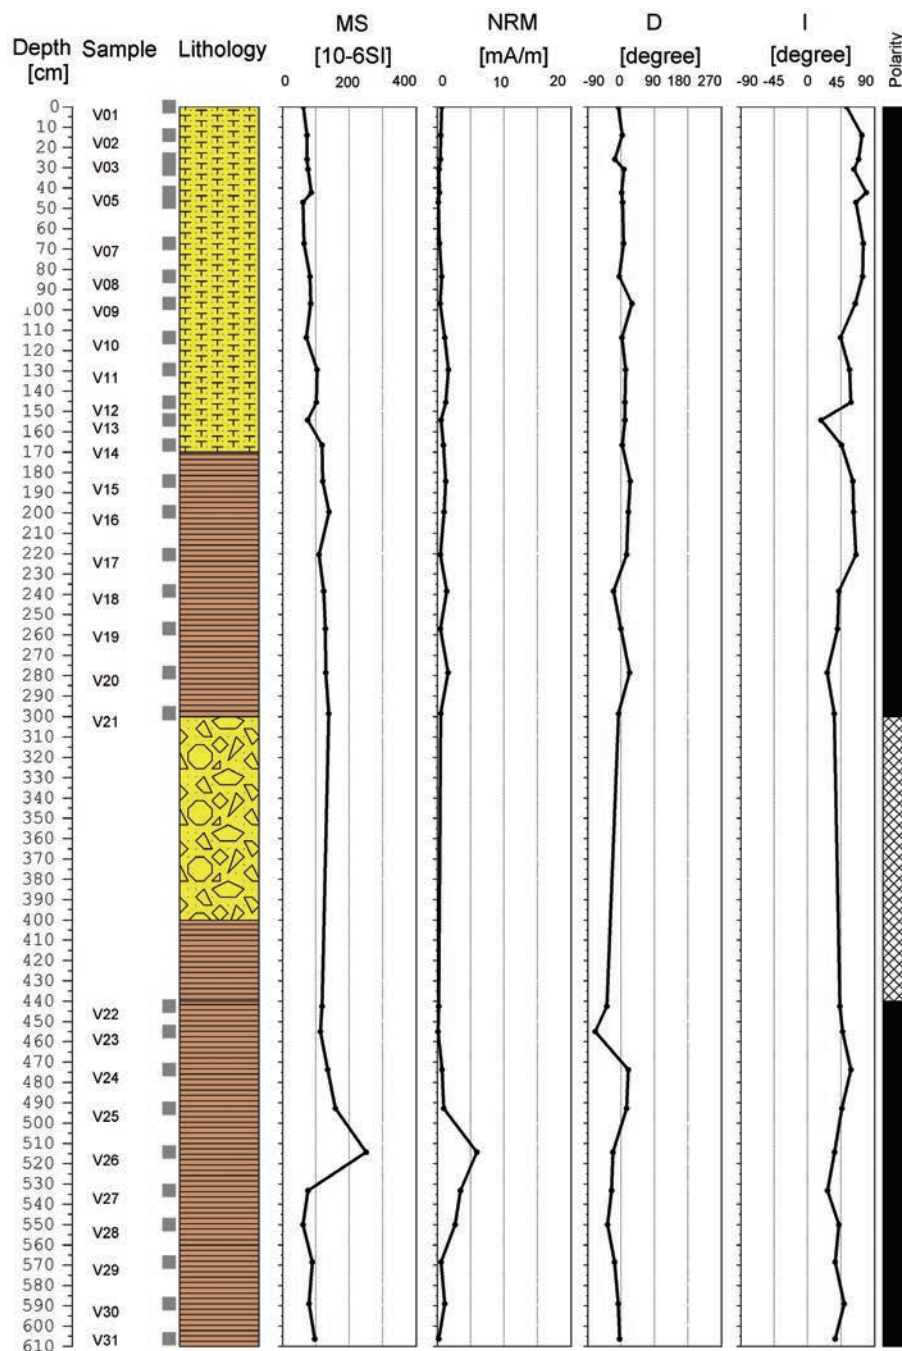 MS NRM D I
Depth Sample Lithology [10-6SI] [mA/m] [degree] [degree] Polarity
[cm]
0 200 400 0 10 20 -90 0 90 180 270 -90 -45 0 45 90
0
V01
10
V02
20
30 V03
40
V05
50
60
70 V07
80
V08
90
100 V09
110
V10
120
130 V11
140
150 V12
160 V13
170 V14
180
V15
190
200 V16
210
220 V17
230
240 V18
250
260 V19
270
280 V20
290
300 V21
310
320
330
340
350
360
370
380
390
400
410
420
430
440
V22
450
V23
460
470
V24
480
490
V25
500
510
V26
520
530
V27
540
550
V28
560
570 V29
580
590 V30
600
V31
610